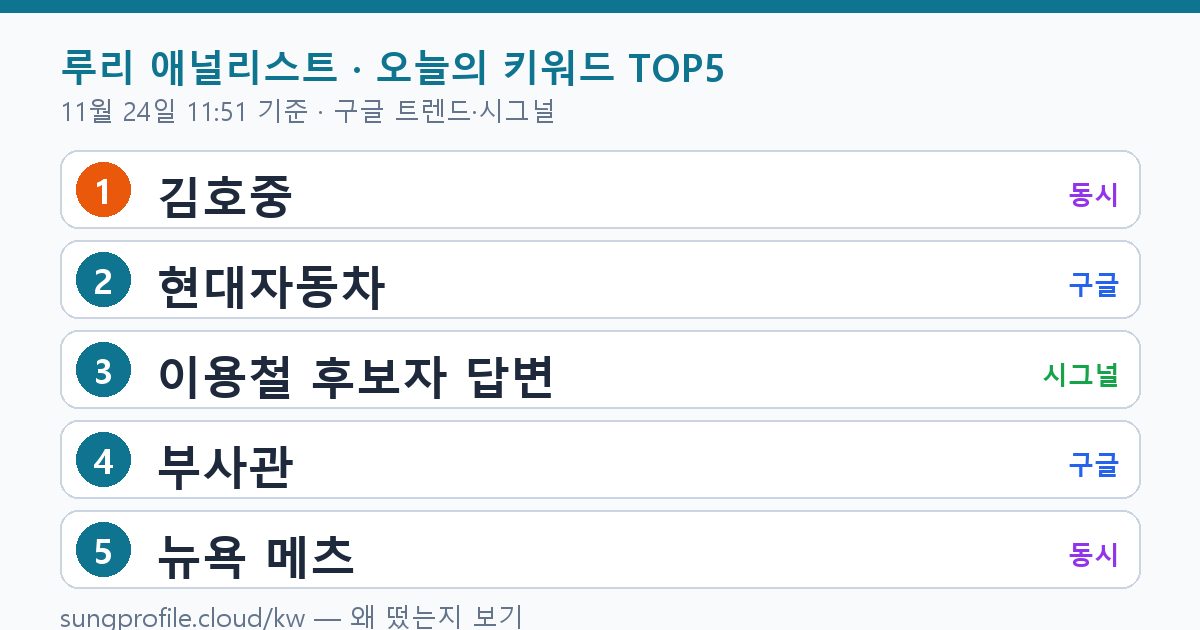 루리 애널리스트 · 오늘의 키워드 TOP5
11월 24일 11:51 기준 · 구글 트렌드·시그널
1 김호중 동시
2 현대자동차 구글
3 이용철 후보자 답변 시그널
4 부사관 구글
5 뉴욕 메츠 동시
sungprofile.cloud/kw — 왜 떴는지 보기